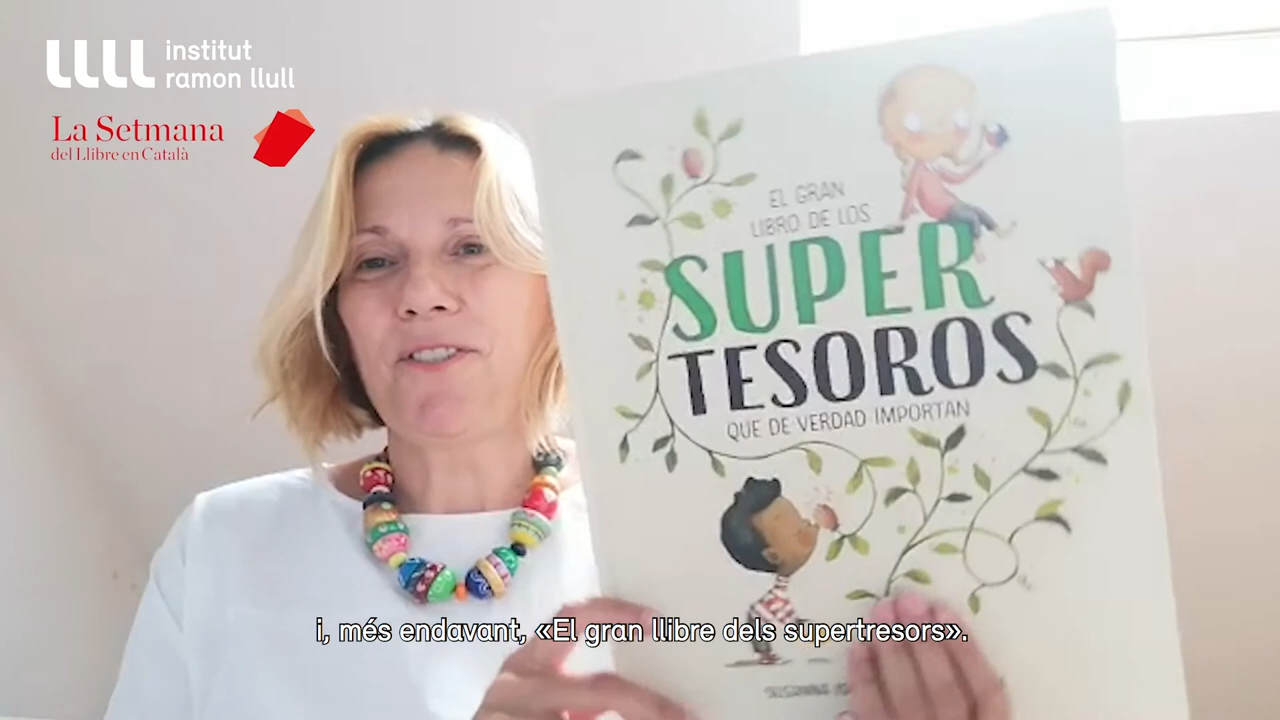 institut
ramon llull
La Setmana
del Llibre en Català
EL GRAN
LIBRO DE LOS
SUPER
TESOROS
QUE DE VERDAD IMPORTAN
SUSANNA
i, més endavant, «El gran llibre dels supertresors».